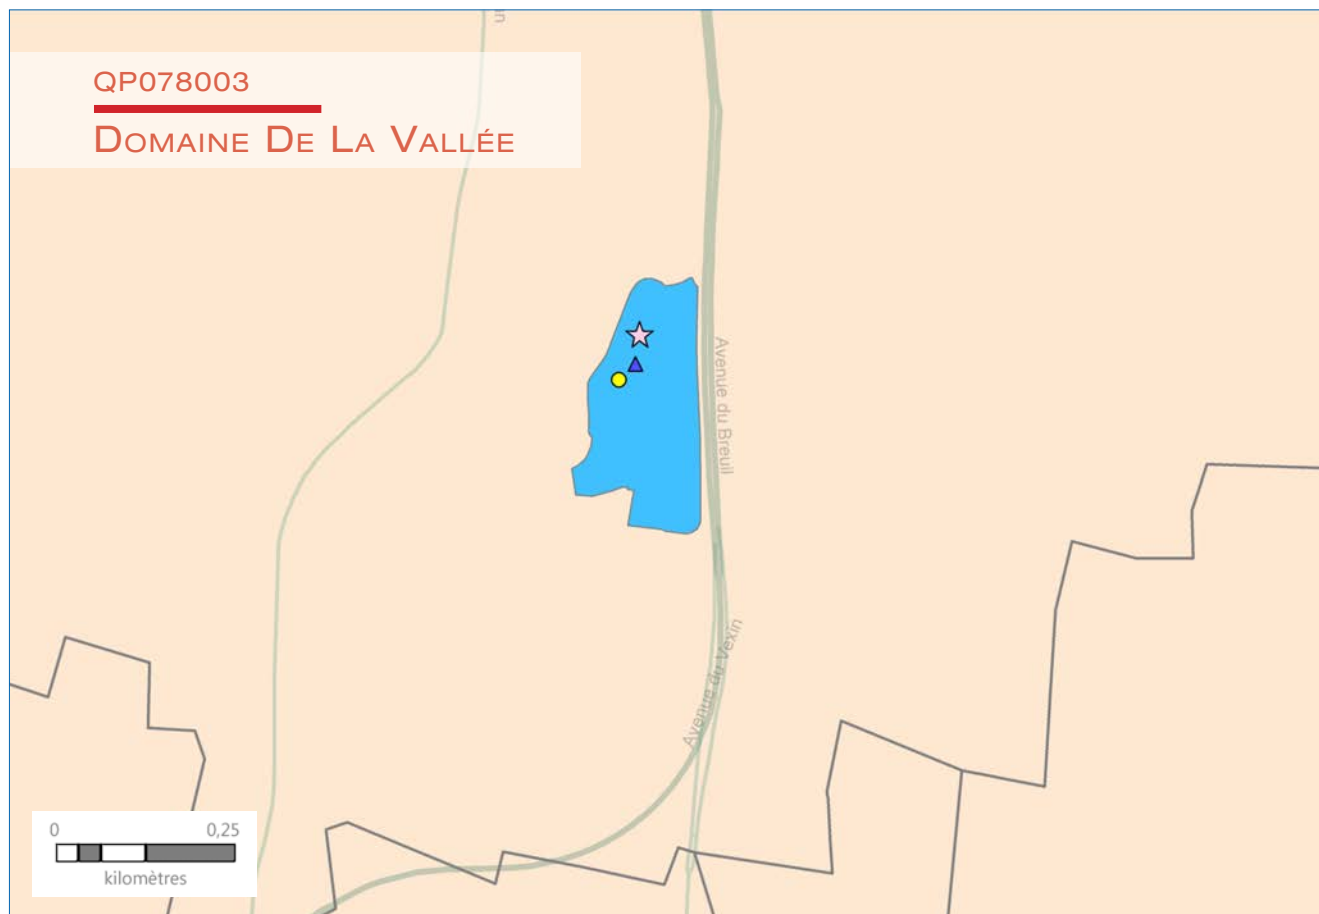 QP078003
DOMAINE DE LA VALLÉE
Avenue du Breuil
Avenue du Vexin
0 0,25
kilomètres